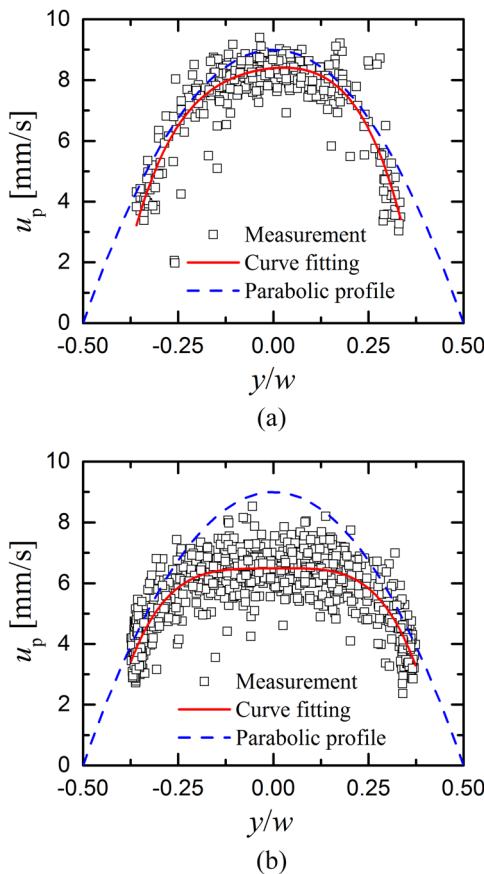 10
8
6
4
2
0
u_p [mm/s]
Measurement
Curve fitting
Parabolic profile
-0.50 -0.25 0.00 0.25 0.50
y/w
(a)
10
8
6
4
2
0
u_p [mm/s]
Measurement
Curve fitting
Parabolic profile
-0.50 -0.25 0.00 0.25 0.50
y/w
(b)